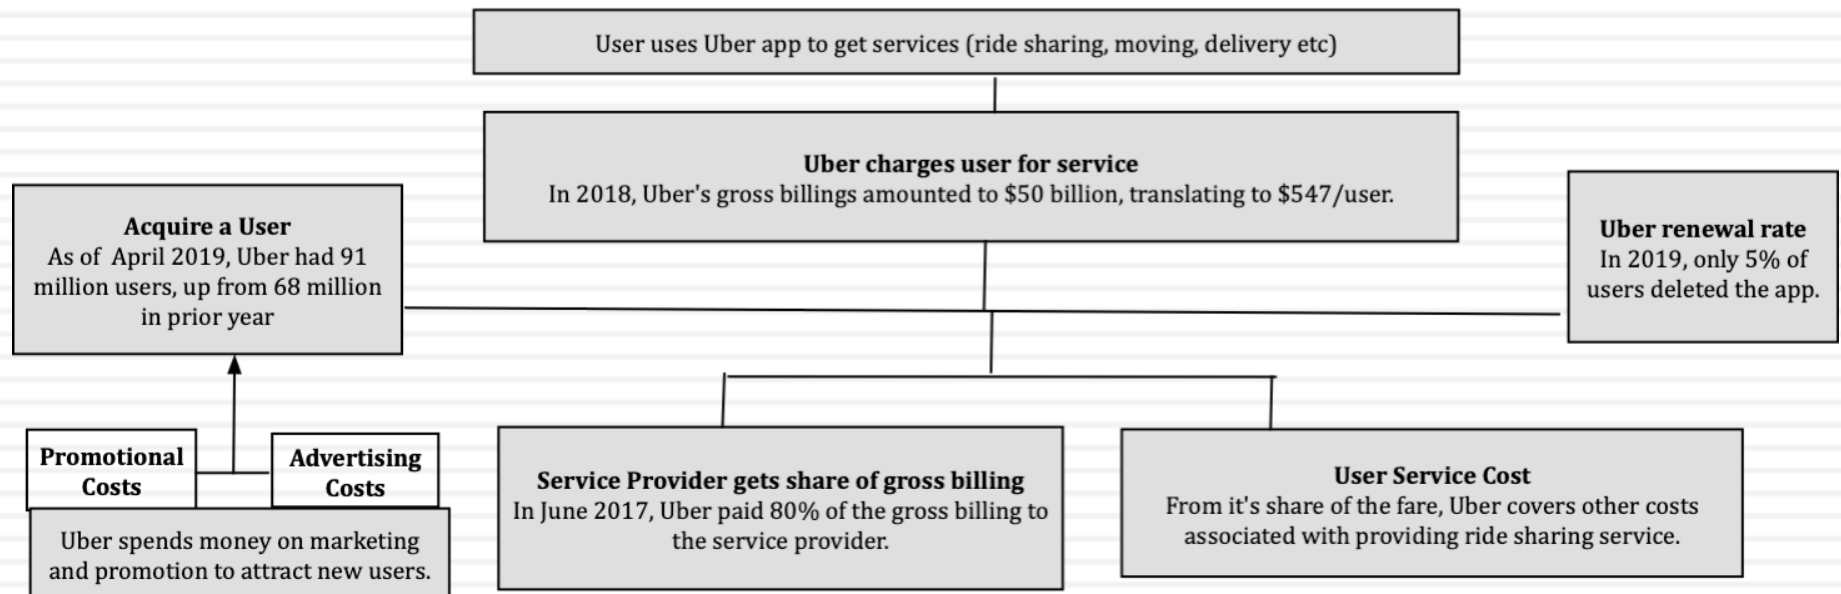 User uses Uber app to get services (ride sharing, moving, delivery etc)
Uber charges user for service
In 2018, Uber's gross billings amounted to $50 billion, translating to $547/user.
Acquire a User
As of April 2019, Uber had 91
million users, up from 68 million
in prior year
Uber renewal rate
In 2019, only 5% of
users deleted the app.
Promotional
Costs
Advertising
Costs
Uber spends money on marketing
and promotion to attract new users.
Service Provider gets share of gross billing
In June 2017, Uber paid 80% of the gross billing to
the service provider.
User Service Cost
From it's share of the fare, Uber covers other costs
associated with providing ride sharing service.